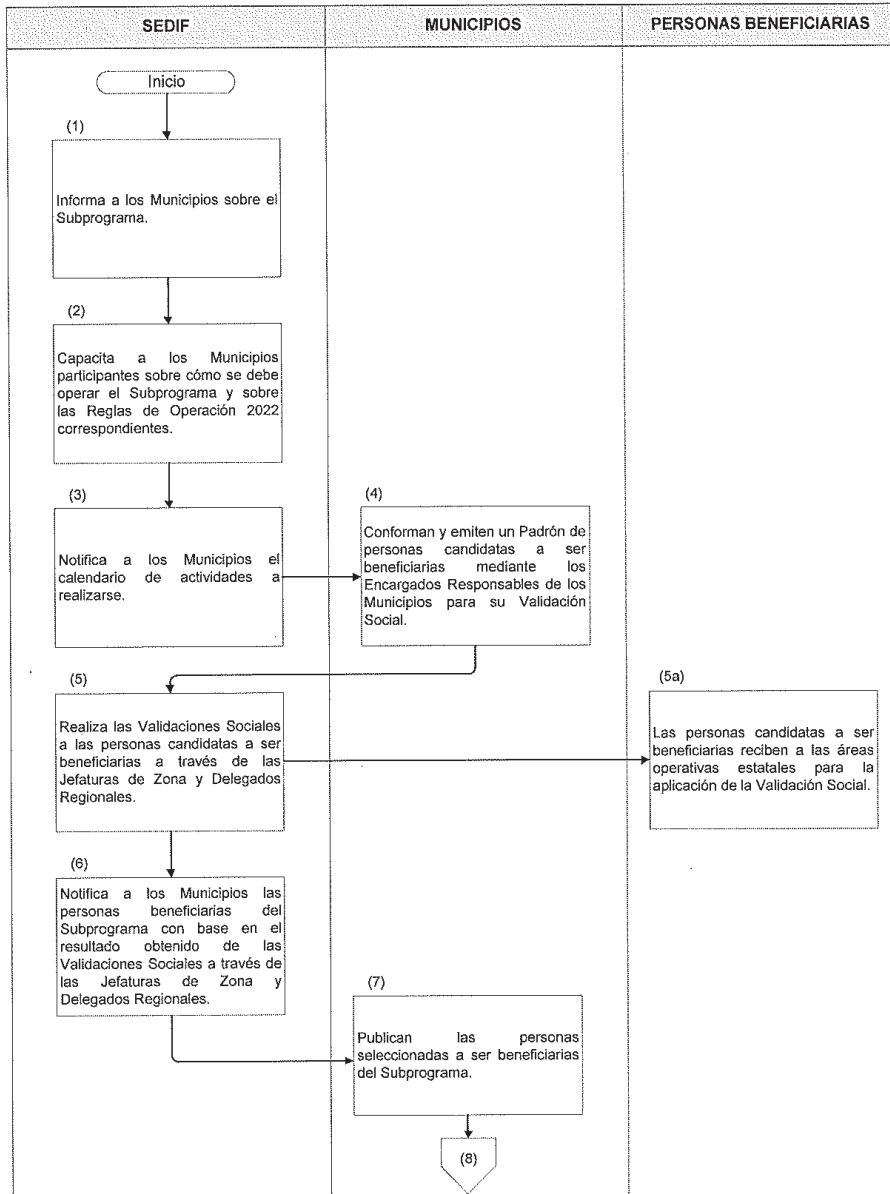 SEDIF
MUNICIPIOS
PERSONAS BENEFICIARIAS
Inicio
(1)
Informa a los Municipios sobre el
Subprograma.
(2)
Capacita a los Municipios
participantes sobre cómo se debe
operar el Subprograma y sobre
las Reglas de Operación 2022
correspondientes.
(3)
Notifica a los Municipios el
calendario de actividades a
realizarse.
(4)
Conforman y emiten un Padrón de
personas candidatas a ser
beneficiarias mediante los
Encargados Responsables de los
Municipios para su Validación
Social.
(5)
Realiza las Validaciones Sociales
a las personas candidatas a ser
beneficiarias a través de las
Jefaturas de Zona y Delegados
Regionales.
(5a)
Las personas candidatas a ser
beneficiarias reciben a las áreas
operativas estatales para la
aplicación de la Validación Social.
(6)
Notifica a los Municipios las
personas beneficiarias del
Subprograma con base en el
resultado obtenido de las
Validaciones Sociales a través de
las Jefaturas de Zona y
Delegados Regionales.
(7)
Publican las personas
seleccionadas a ser beneficiarias
del Subprograma.
(8)